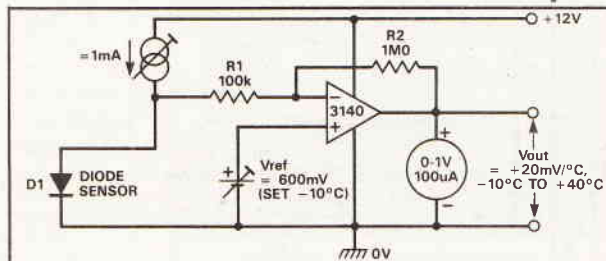 +12V
= 1mA
R1
100k
R2
1M0
−
3140
+
D1
DIODE
SENSOR
+
Vref
= 600mV
(SET −10°C)
+
0-1V
100uA
−
Vout
= +20mV/°C,
−10°C TO +40°C
0V